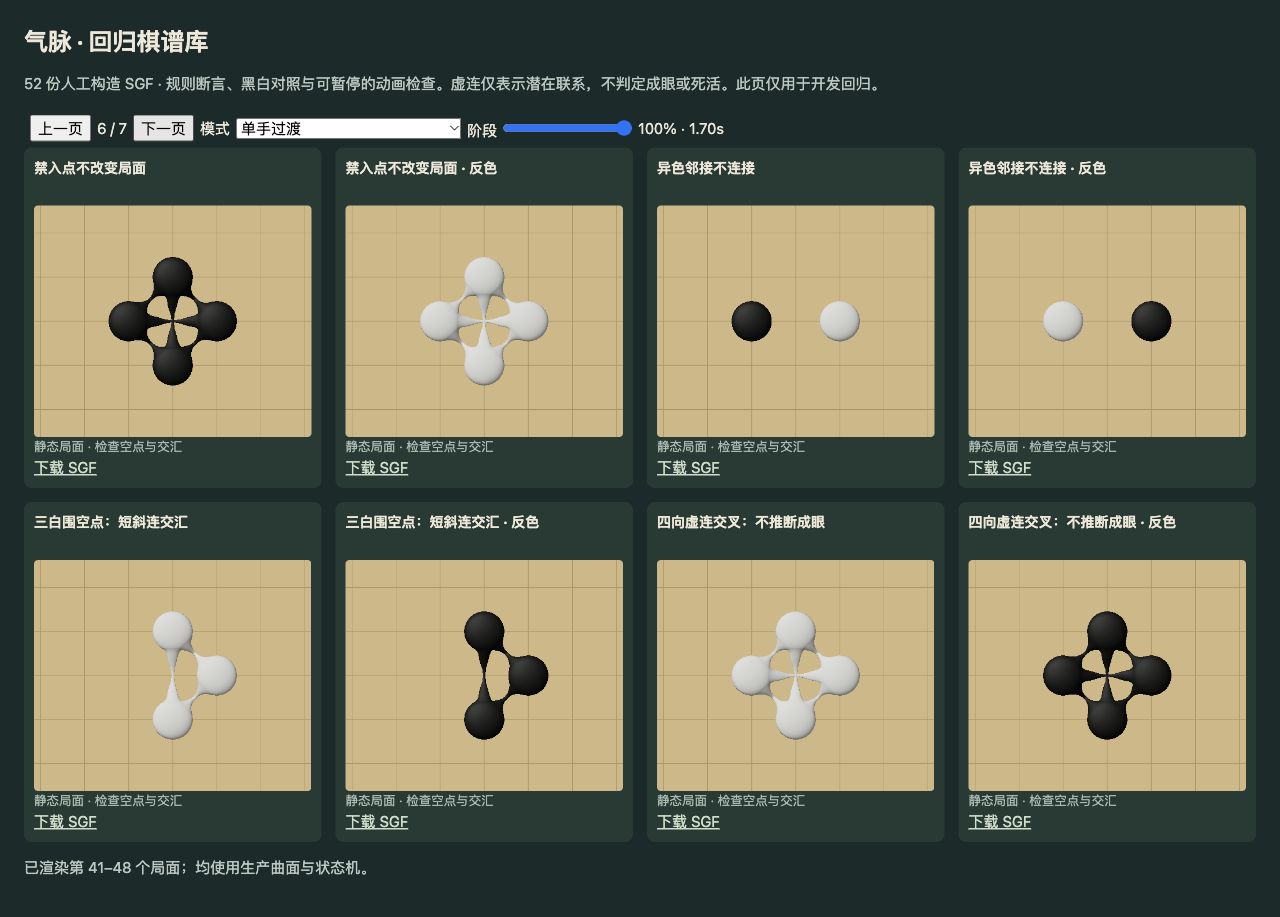 气脉 · 回归棋谱库
52 份人工构造 SGF · 规则断言、黑白对照与可暂停的动画检查。虚连仅表示潜在联系，不判定成眼或死活。此页仅用于开发回归。
上一页 6 / 7 下一页 模式 单手过渡 阶段 100% · 1.70s
禁入点不改变局面
静态局面 · 检查空点与交汇
下载 SGF
禁入点不改变局面 · 反色
静态局面 · 检查空点与交汇
下载 SGF
异色邻接不连接
静态局面 · 检查空点与交汇
下载 SGF
异色邻接不连接 · 反色
静态局面 · 检查空点与交汇
下载 SGF
三白围空点：短斜连交汇
静态局面 · 检查空点与交汇
下载 SGF
三白围空点：短斜连交汇 · 反色
静态局面 · 检查空点与交汇
下载 SGF
四向虚连交叉：不推断成眼
静态局面 · 检查空点与交汇
下载 SGF
四向虚连交叉：不推断成眼 · 反色
静态局面 · 检查空点与交汇
下载 SGF
已渲染第 41–48 个局面；均使用生产曲面与状态机。